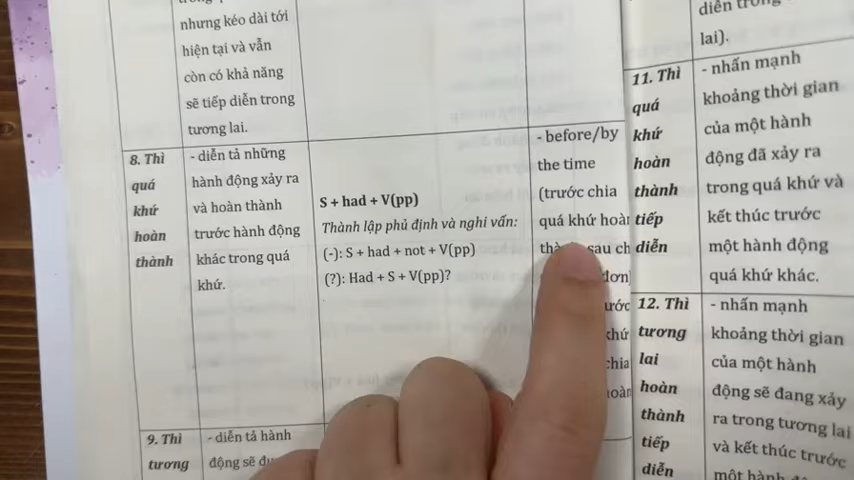 nhưng kéo dài tới
hiện tại và vẫn
còn có khả năng
sẽ tiếp diễn trong
tương lai.
8. Thì
quá
khứ
hoàn
thành
- diễn tả những
hành động xảy ra
và hoàn thành
trước hành động
khác trong quá
khứ.
S + had + V(pp)
Thành lập phủ định và nghi vấn:
(-): S + had + not + V(pp)
(?): Had + S + V(pp)?
- before/by
the time
(trước chia
quá khứ
sau
9. Thì
tương
- diễn tả hành
động sẽ
diễn trong
lai).
11. Thì
quá
khứ
hoàn
thành
tiếp
diễn
- nhấn mạnh
khoảng thời gian
của một hành
động đã xảy ra
trong quá khứ và
kết thúc trước
một hành động
quá khứ khác.
12. Thì
tương
lai
hoàn
thành
tiếp
diễn
- nhấn mạnh
khoảng thời gian
của một hành
động sẽ đang xảy
ra trong tương lai
và kết thúc trước
một